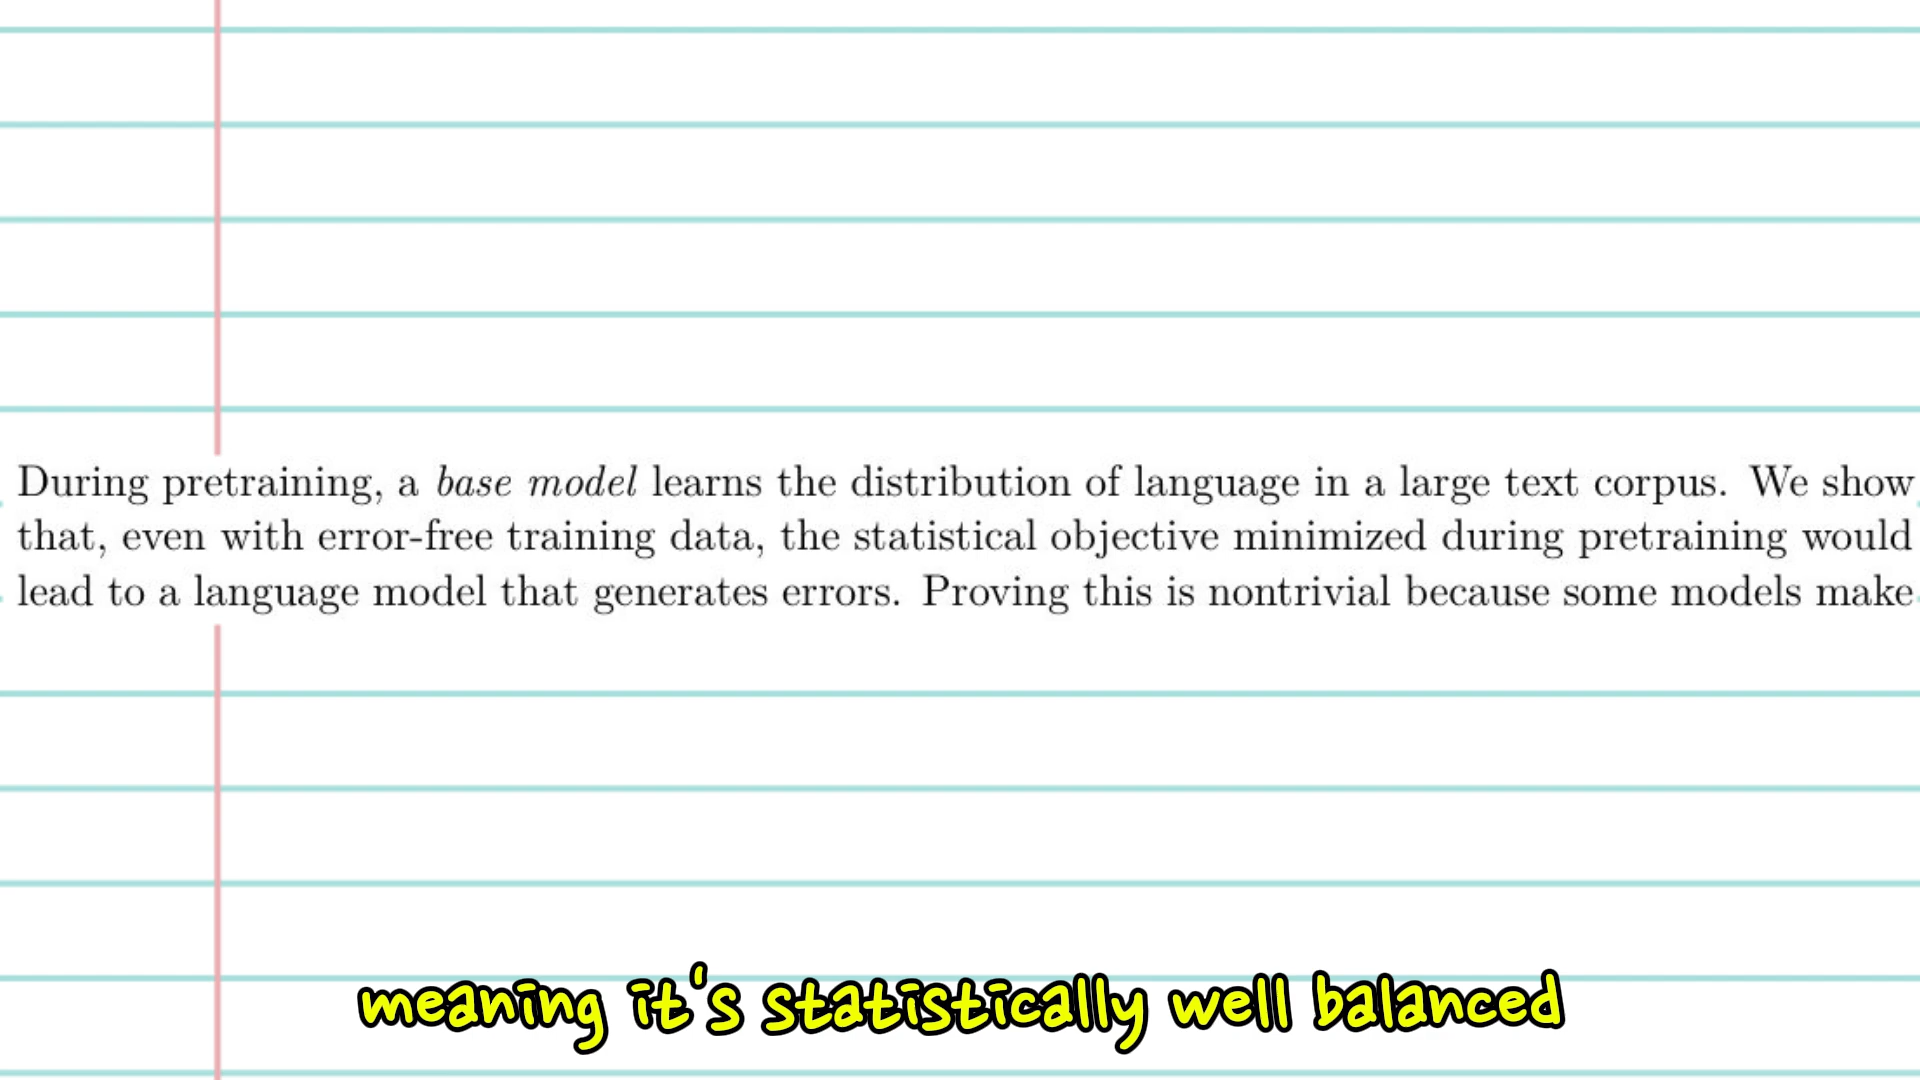 During pretraining, a base model learns the distribution of language in a large text corpus. We show
that, even with error-free training data, the statistical objective minimized during pretraining would
lead to a language model that generates errors. Proving this is nontrivial because some models make
meaning it's statistically well balanced